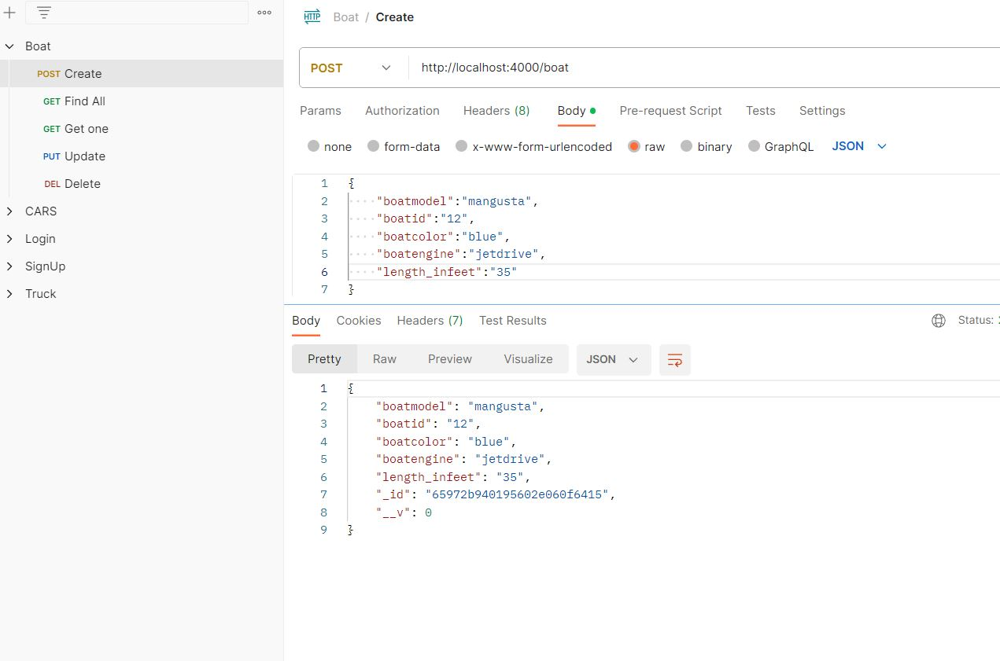 Boat
POST Create
GET Find All
GET Get one
PUT Update
DEL Delete
CARS
Login
SignUp
Truck
HTTP Boat / Create
POST http://localhost:4000/boat
Params Authorization Headers (8) Body Pre-request Script Tests Settings
none form-data x-www-form-urlencoded raw binary GraphQL JSON
1 {
2 ····"boatmodel":"mangusta",
3 ····"boatid":"12",
4 ····"boatcolor":"blue",
5 ····"boatengine":"jetdrive",
6 ····"length_infeet":"35"
7 }
Body Cookies Headers (7) Test Results Status:
Pretty Raw Preview Visualize JSON
1 {
2 "boatmodel": "mangusta",
3 "boatid": "12",
4 "boatcolor": "blue",
5 "boatengine": "jetdrive",
6 "length_infeet": "35",
7 "_id": "65972b940195602e060f6415",
8 "__v": 0
9 }